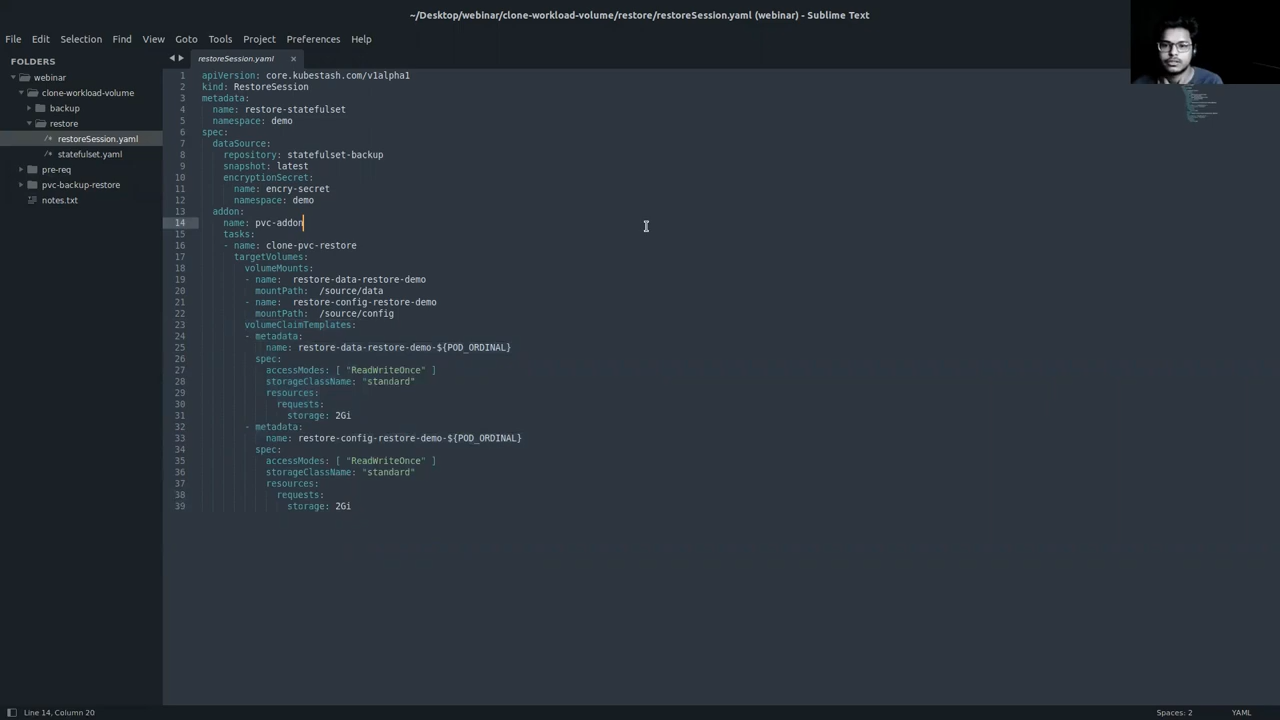 ~/Desktop/webinar/clone-workload-volume/restore/restoreSession.yaml (webinar) - Sublime Text
File Edit Selection Find View Goto Tools Project Preferences Help
FOLDERS
webinar
clone-workload-volume
backup
restore
/* restoreSession.yaml
/* statefulset.yaml
pre-req
pvc-backup-restore
notes.txt
restoreSession.yaml ×
1 apiVersion: core.kubestash.com/v1alpha1
2 kind: RestoreSession
3 metadata:
4 name: restore-statefulset
5 namespace: demo
6 spec:
7 dataSource:
8 repository: statefulset-backup
9 snapshot: latest
10 encryptionSecret:
11 name: encry-secret
12 namespace: demo
13 addon:
14 name: pvc-addon
15 tasks:
16 - name: clone-pvc-restore
17 targetVolumes:
18 volumeMounts:
19 - name:  restore-data-restore-demo
20 mountPath:  /source/data
21 - name:  restore-config-restore-demo
22 mountPath:  /source/config
23 volumeClaimTemplates:
24 - metadata:
25 name: restore-data-restore-demo-${POD_ORDINAL}
26 spec:
27 accessModes: [ "ReadWriteOnce" ]
28 storageClassName: "standard"
29 resources:
30 requests:
31 storage: 2Gi
32 - metadata:
33 name: restore-config-restore-demo-${POD_ORDINAL}
34 spec:
35 accessModes: [ "ReadWriteOnce" ]
36 storageClassName: "standard"
37 resources:
38 requests:
39 storage: 2Gi
Line 14, Column 20
Spaces: 2
YAML